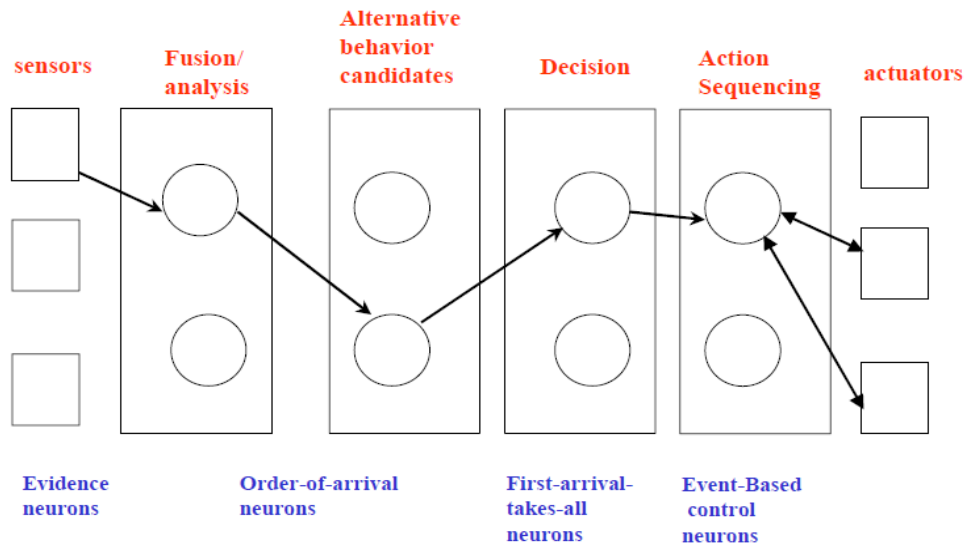 sensors
Fusion/
analysis
Alternative
behavior
candidates
Decision
Action
Sequencing
actuators
Evidence
neurons
Order-of-arrival
neurons
First-arrival-
takes-all
neurons
Event-Based
control
neurons